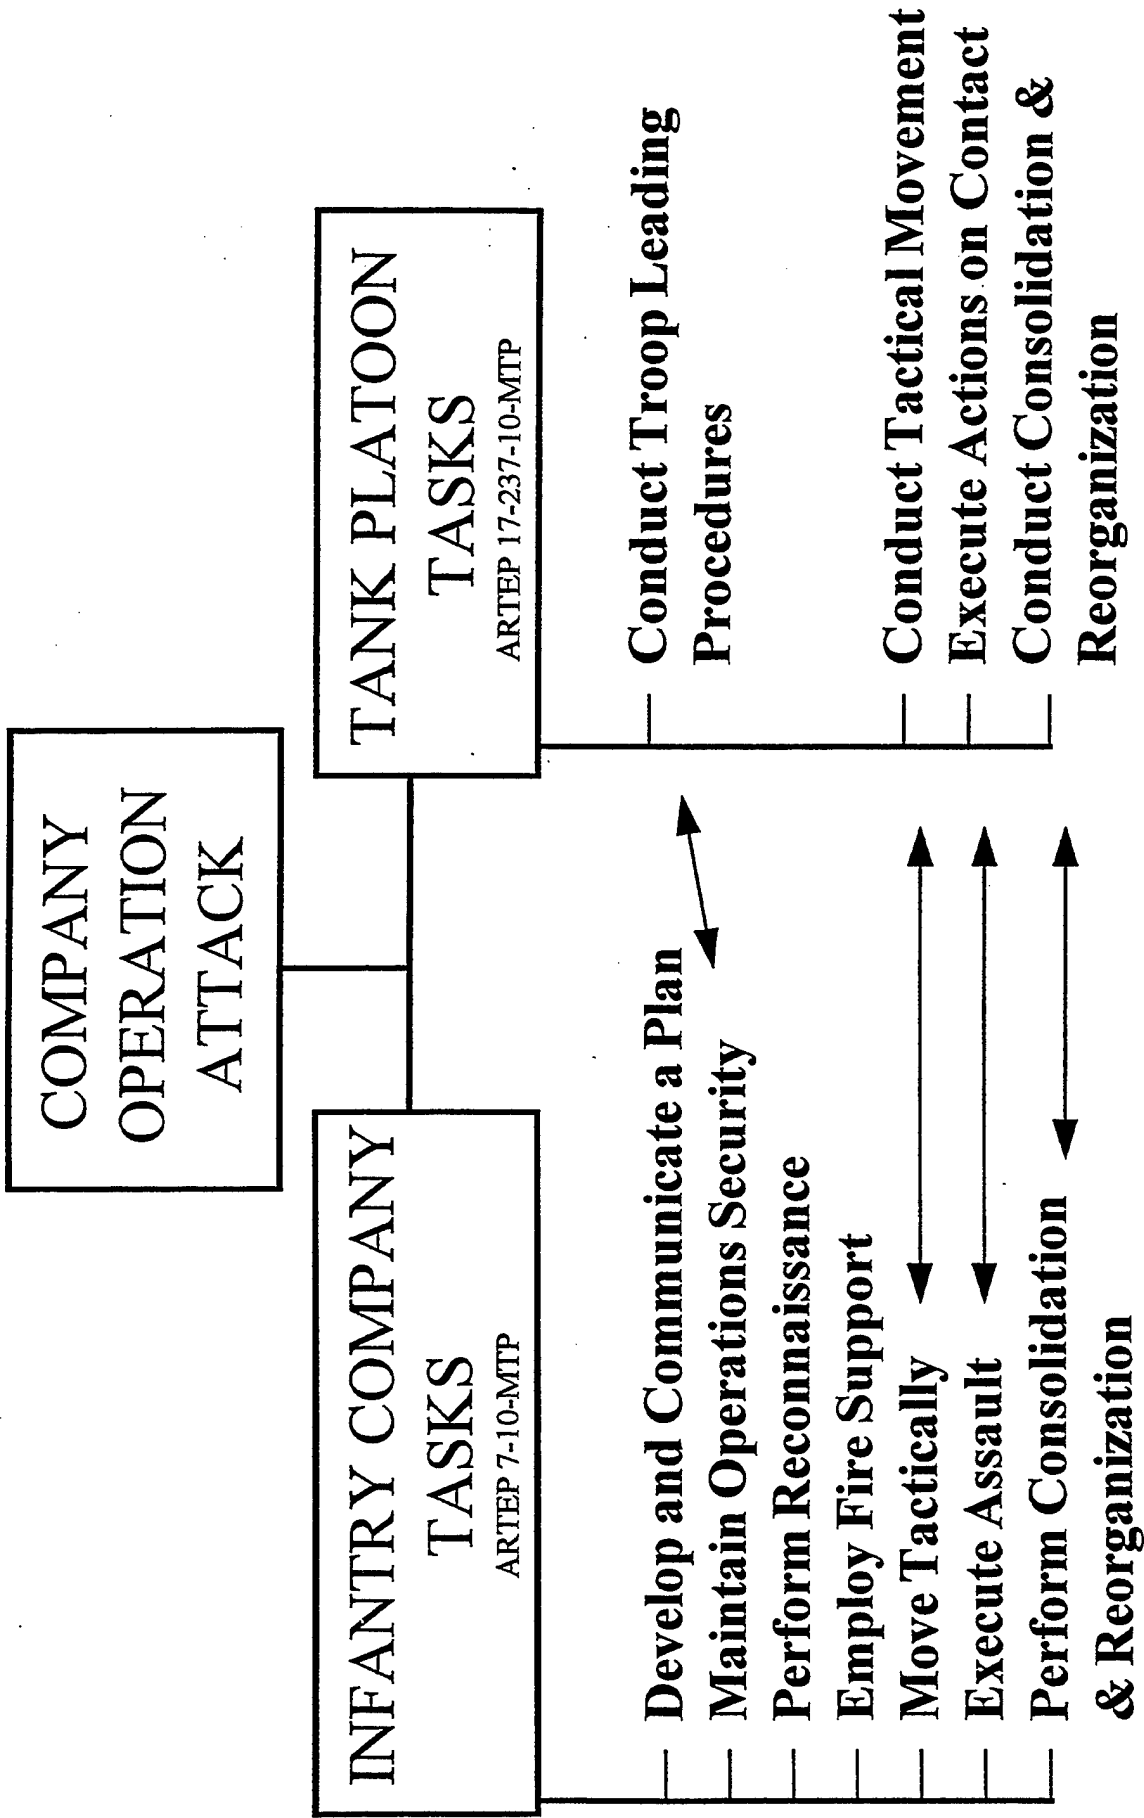 COMPANY
OPERATION
ATTACK
INFANTRY COMPANY
TASKS
ARTEP 7-10-MTP
Develop and Communicate a Plan
Maintain Operations Security
Perform Reconnaissance
Employ Fire Support
Move Tactically
Execute Assault
Perform Consolidation
& Reorganization
TANK PLATOON
TASKS
ARTEP 17-237-10-MTP
Conduct Troop Leading
Procedures
Conduct Tactical Movement
Execute Actions on Contact
Conduct Consolidation &
Reorganization